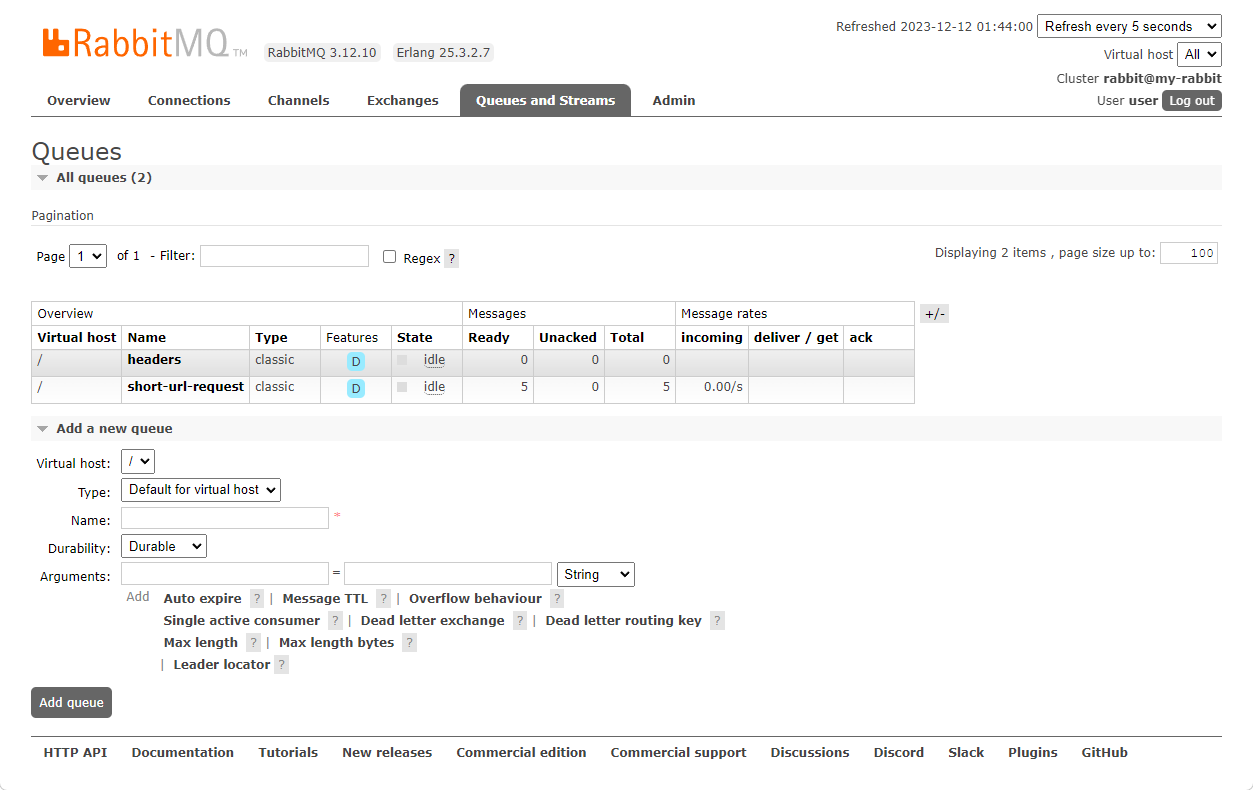 RabbitMQ TM RabbitMQ 3.12.10 Erlang 25.3.2.7
Refreshed 2023-12-12 01:44:00 Refresh every 5 seconds
Virtual host All
Cluster rabbit@my-rabbit
User user Log out
Overview Connections Channels Exchanges Queues and Streams Admin
Queues
All queues (2)
Pagination
Page 1 of 1 - Filter: Regex ? Displaying 2 items , page size up to: 100
Overview Messages Message rates +/-
Virtual host Name Type Features State Ready Unacked Total incoming deliver / get ack
/ headers classic D idle 0 0 0
/ short-url-request classic D idle 5 0 5 0.00/s
Add a new queue
Virtual host: /
Type: Default for virtual host
Name: *
Durability: Durable
Arguments: = String
Add Auto expire ? | Message TTL ? | Overflow behaviour ?
Single active consumer ? | Dead letter exchange ? | Dead letter routing key ?
Max length ? | Max length bytes ?
| Leader locator ?
Add queue
HTTP API Documentation Tutorials New releases Commercial edition Commercial support Discussions Discord Slack Plugins GitHub